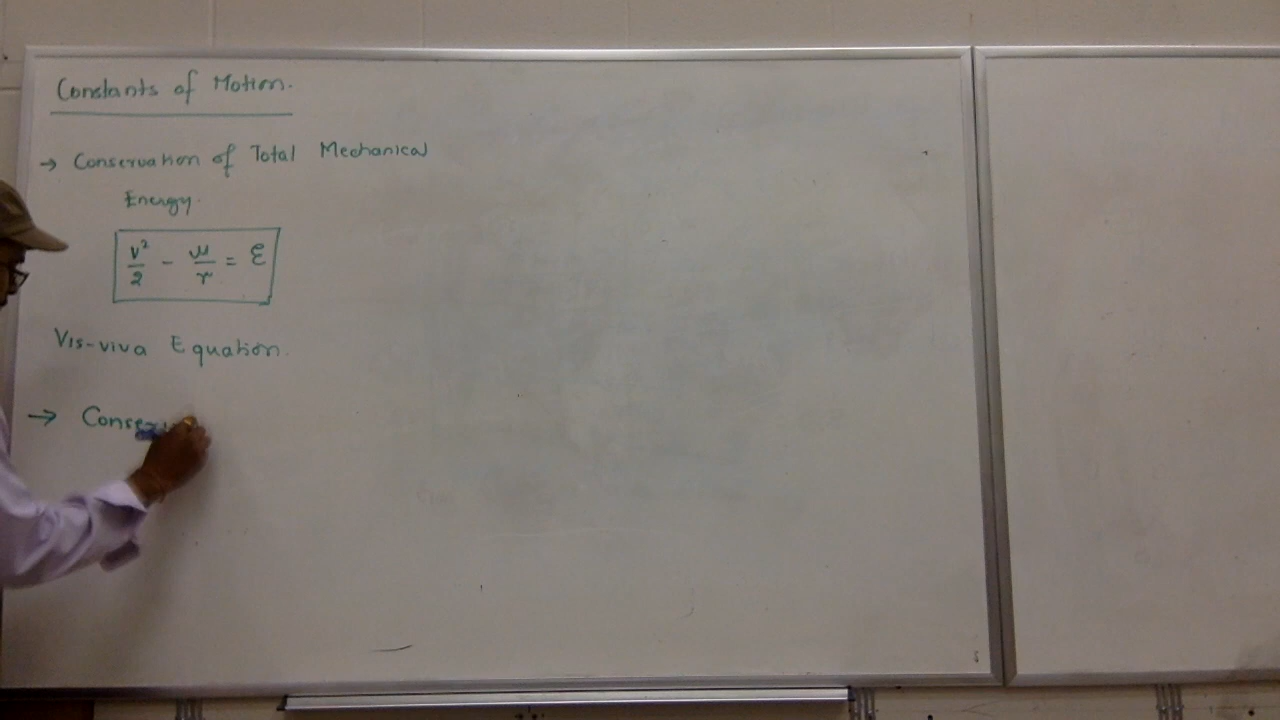 Constants of Motion.
→ Conservation of Total Mechanical
Energy.
v²/2 - μ/r = ε
Vis-viva Equation.
→ Conser